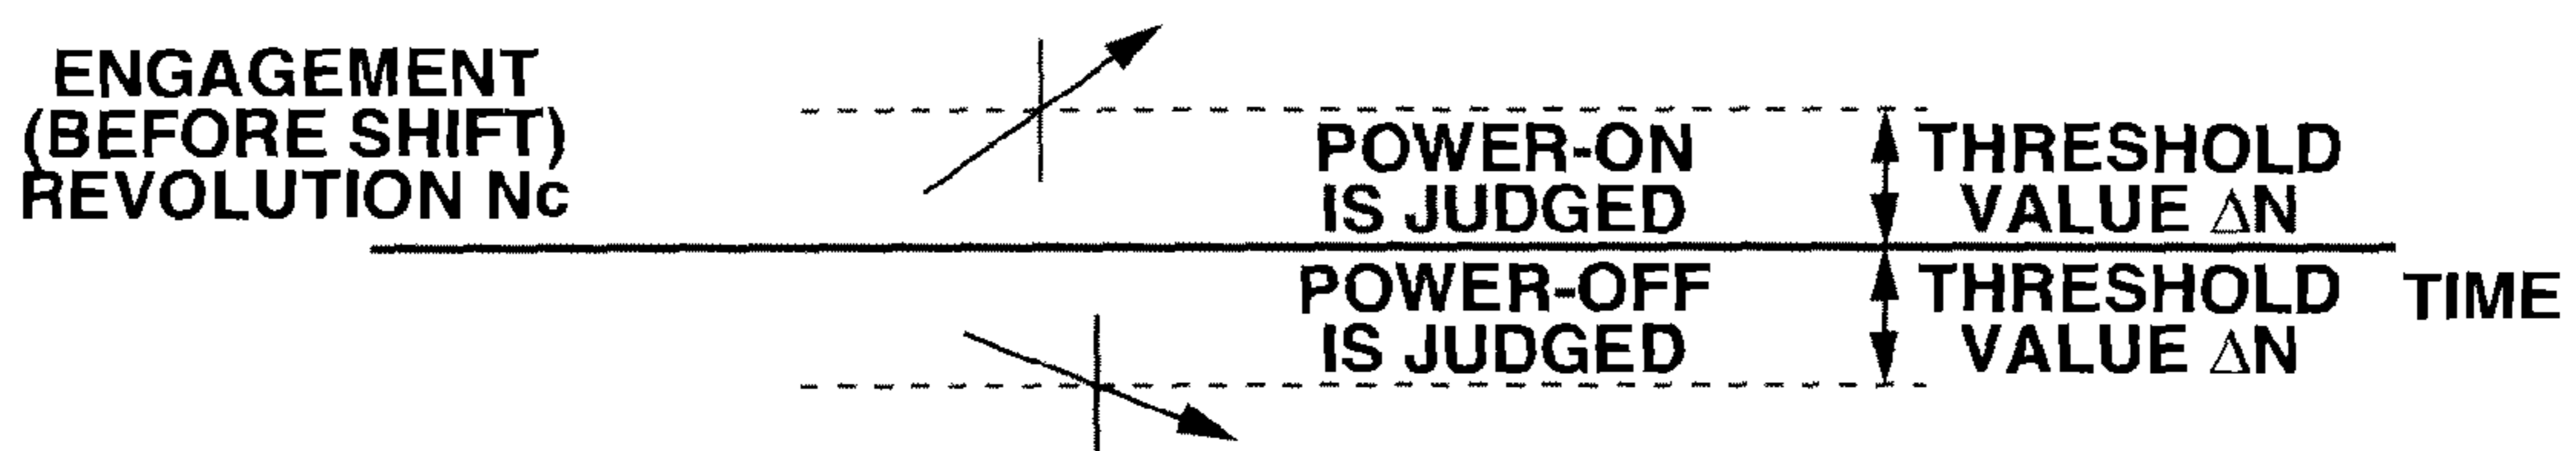 ENGAGEMENT
(BEFORE SHIFT)
REVOLUTION Nc
POWER-ON
IS JUDGED
THRESHOLD
VALUE ΔN
POWER-OFF
IS JUDGED
THRESHOLD
VALUE ΔN
TIME